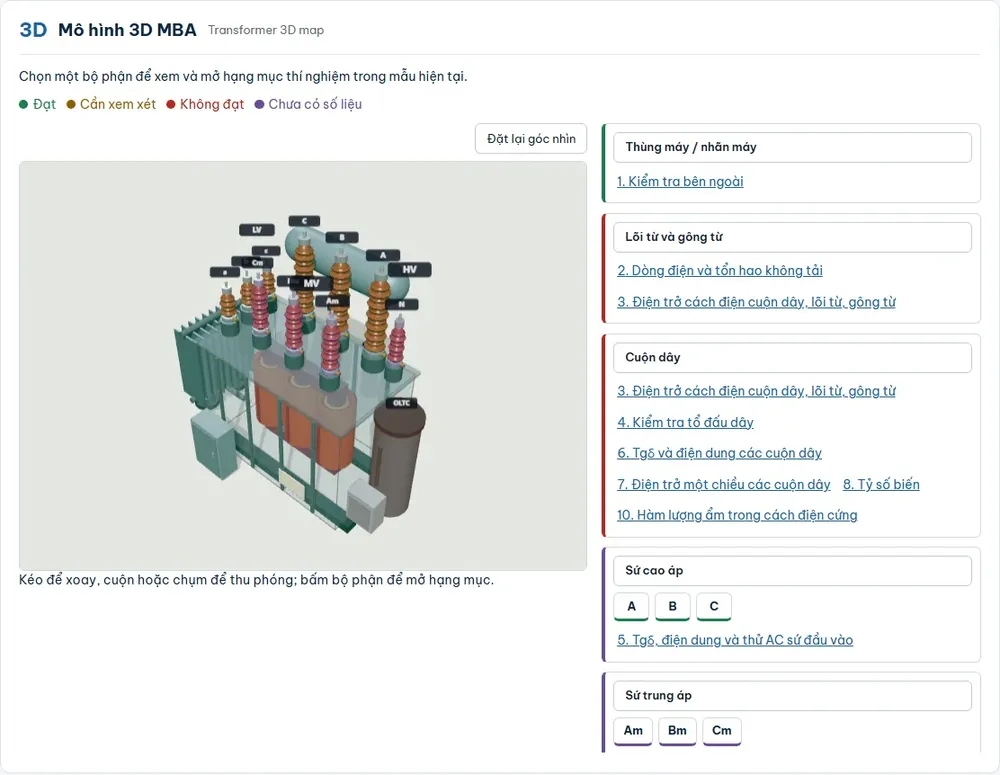 3D Mô hình 3D MBA Transformer 3D map
Chọn một bộ phận để xem và mở hạng mục thí nghiệm trong mẫu hiện tại.
Đạt Cần xem xét Không đạt Chưa có số liệu
Đặt lại góc nhìn
LV
C
B
A
HV
c
Cm
a
MV
Am
N
OLTC
Kéo để xoay, cuộn hoặc chụm để thu phóng; bấm bộ phận để mở hạng mục.
Thùng máy / nhãn máy
1. Kiểm tra bên ngoài
Lõi từ và gông từ
2. Dòng điện và tổn hao không tải
3. Điện trở cách điện cuộn dây, lõi từ, gông từ
Cuộn dây
3. Điện trở cách điện cuộn dây, lõi từ, gông từ
4. Kiểm tra tổ đấu dây
6. Tgδ và điện dung các cuộn dây
7. Điện trở một chiều các cuộn dây 8. Tỷ số biến
10. Hàm lượng ẩm trong cách điện cứng
Sứ cao áp
A B C
5. Tgδ, điện dung và thử AC sứ đầu vào
Sứ trung áp
Am Bm Cm